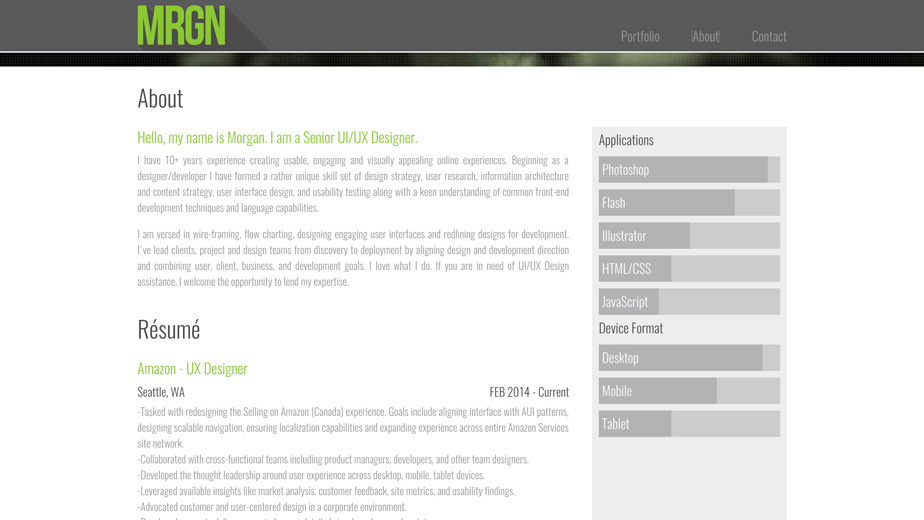 MRGN
Portfolio
|About|
Contact
About
Hello, my name is Morgan. I am a Senior UI/UX Designer.
I have 10+ years experience creating usable, engaging and visually appealing online experiences. Beginning as a
designer/developer I have formed a rather unique skill set of design strategy, user research, information architecture
and content strategy, user interface design, and usability testing along with a keen understanding of common front-end
development techniques and language capabilities.
I am versed in wire-framing, flow charting, designing engaging user interfaces and redlining designs for development.
I've lead clients, project and design teams from discovery to deployment by aligning design and development direction
and combining user, client, business, and development goals. I love what I do. If you are in need of UI/UX Design
assistance, I welcome the opportunity to lend my expertise.
Résumé
Amazon - UX Designer
Seattle, WA
FEB 2014 - Current
-Tasked with redesigning the Selling on Amazon (Canada) experience. Goals include aligning interface with AUI patterns,
designing scalable navigation, ensuring localization capabilities and expanding experience across entire Amazon Services
site network.
-Collaborated with cross-functional teams including product managers, developers, and other team designers.
-Developed the thought leadership around user experience across desktop, mobile, tablet devices.
-Leveraged available insights like market analysis, customer feedback, site metrics, and usability findings.
-Advocated customer and user-centered design in a corporate environment.
Applications
Photoshop
Flash
Illustrator
HTML/CSS
JavaScript
Device Format
Desktop
Mobile
Tablet